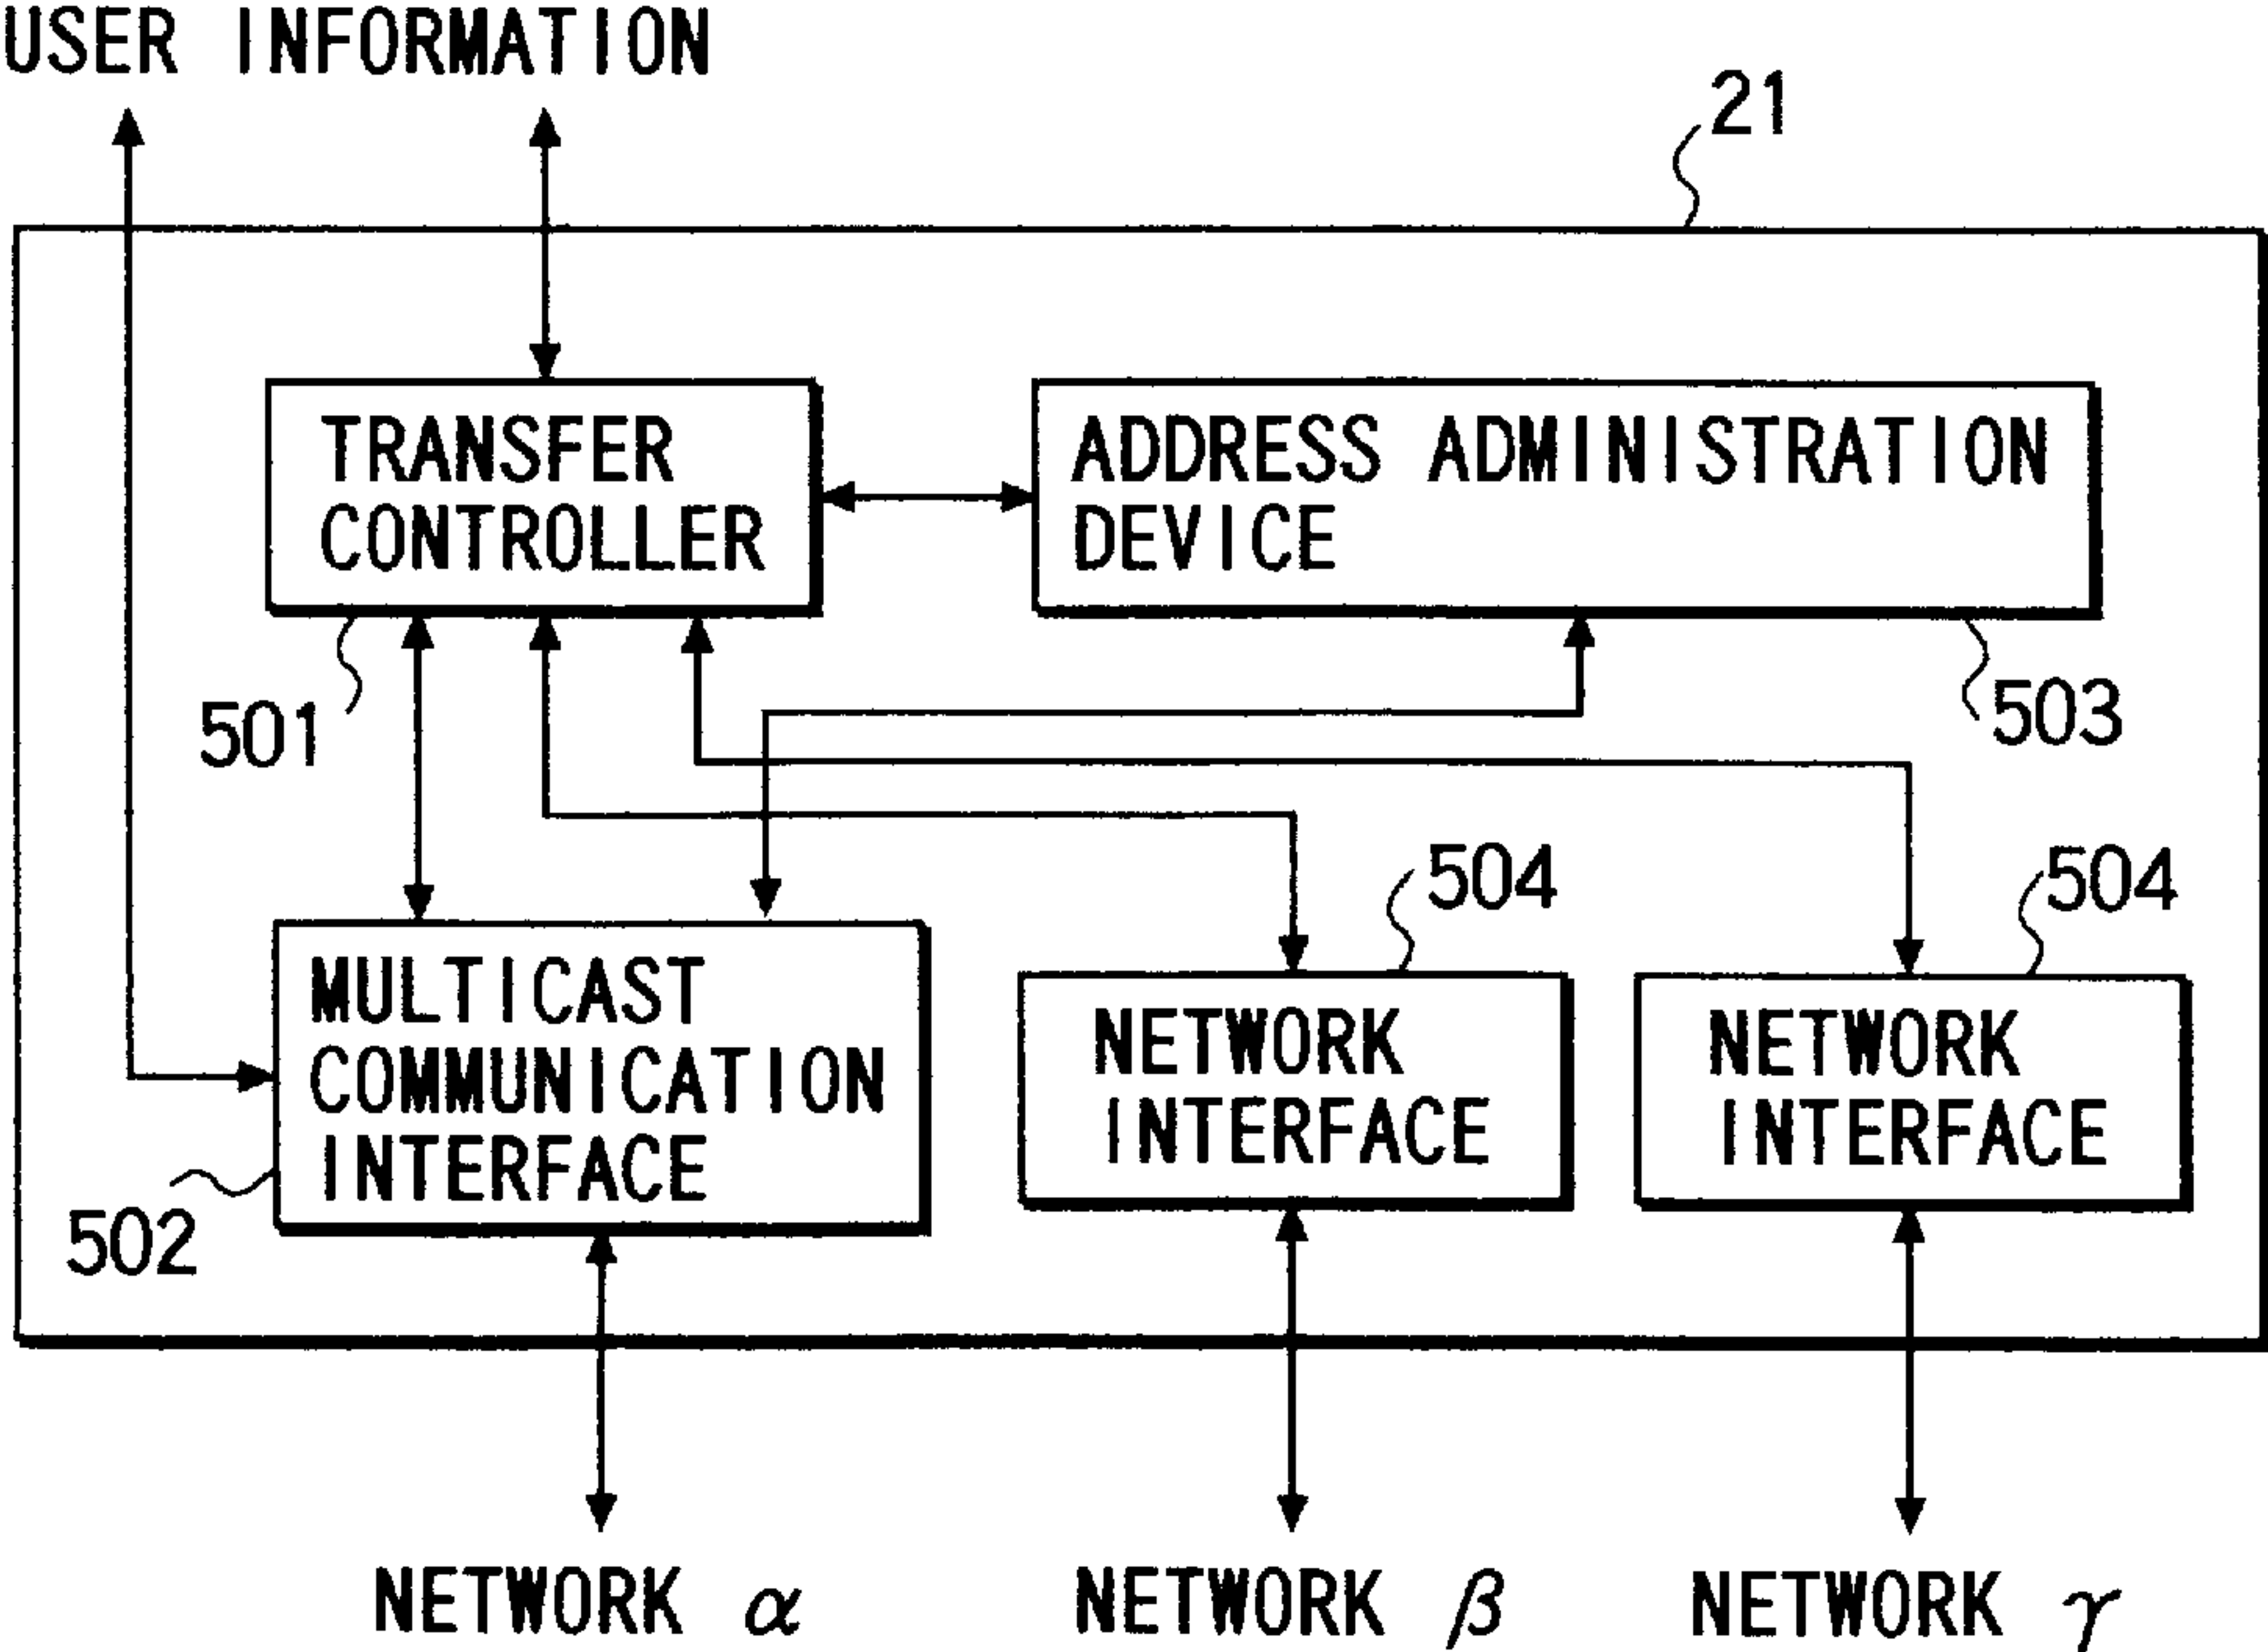 USER INFORMATION
21
TRANSFER
CONTROLLER
ADDRESS ADMINISTRATION
DEVICE
501
503
504
504
MULTICAST
COMMUNICATION
INTERFACE
NETWORK
INTERFACE
NETWORK
INTERFACE
502
NETWORK α
NETWORK β
NETWORK γ